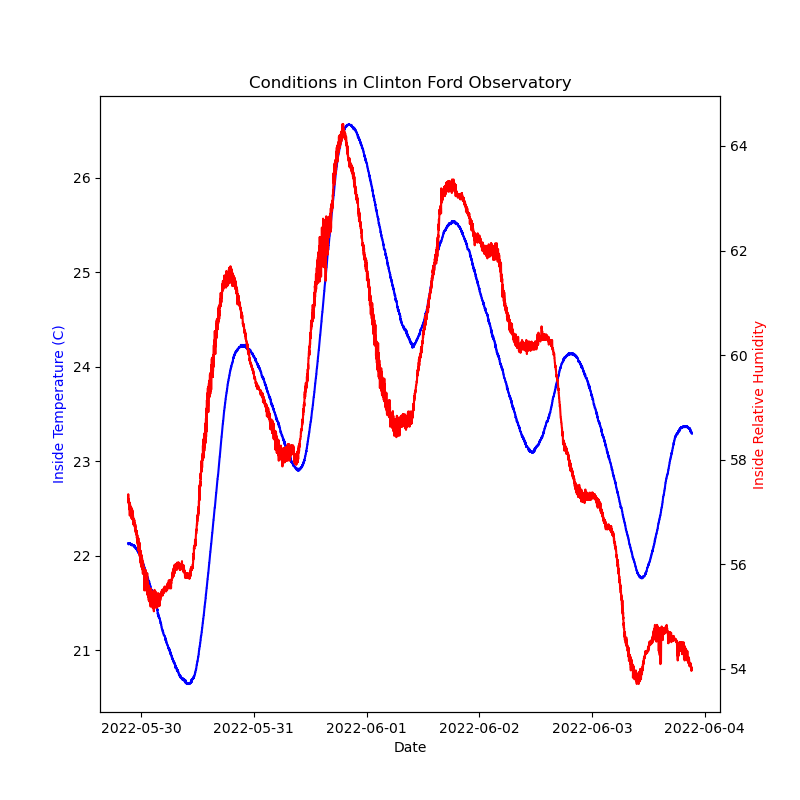 Conditions in Clinton Ford Observatory
26
25
24
23
22
21
Inside Temperature (C)
64
62
60
58
56
54
Inside Relative Humidity
2022-05-30 2022-05-31 2022-06-01 2022-06-02 2022-06-03 2022-06-04
Date